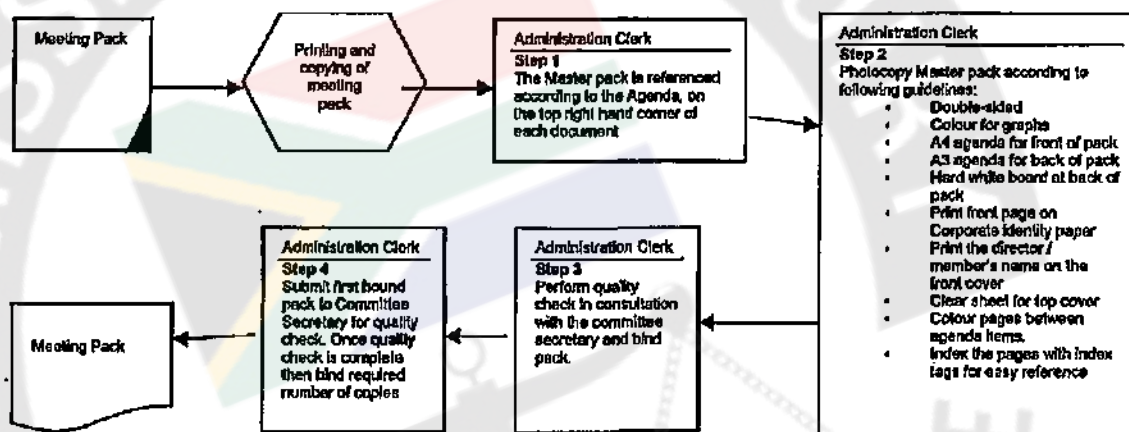 Meeting Pack
Printing and
copying of
meeting
pack
Administration Clerk
Step 1
The Master pack is referenced
according to the Agenda, on
the top right hand corner of
each document
Administration Clerk
Step 2
Photocopy Master pack according to
following guidelines:
• Double-sided
• Colour for graphs
• A4 agenda for front of pack
• A3 agenda for back of pack
• Hard white board at back of
pack
• Print front page on
Corporate identity paper
• Print the director /
member's name on the
front cover
• Clear sheet for top cover
• Colour pages between
agenda items.
• Index the pages with index
tags for easy reference
Administration Clerk
Step 3
Perform quality
check in consultation
with the committee
secretary and bind
pack.
Administration Clerk
Step 4
Submit first bound
pack to Committee
Secretary for quality
check. Once quality
check is complete
then bind required
number of copies
Meeting Pack